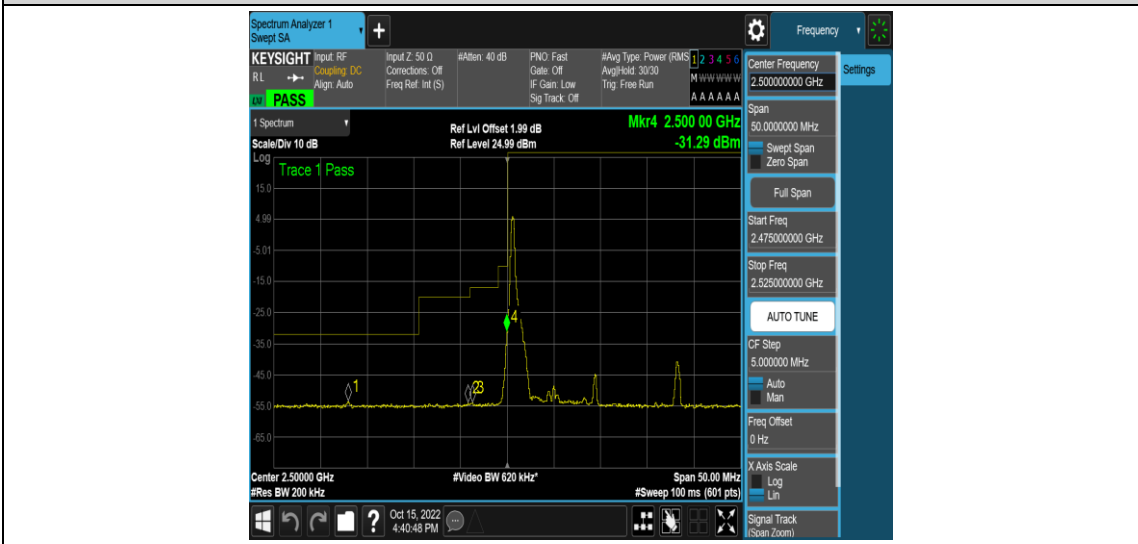 Spectrum Analyzer 1
Swept SA
+
Frequency
KEYSIGHT
RL
LXI
PASS
Input: RF
Coupling: DC
Align: Auto
Input Z: 50 Ω
Corrections: Off
Freq Ref: Int (S)
#Atten: 40 dB
PNO: Fast
Gate: Off
IF Gain: Low
Sig Track: Off
#Avg Type: Power (RMS
Avg|Hold: 30/30
Trig: Free Run
1 2 3 4 5 6
M W W W W W
A A A A A A
1 Spectrum
Scale/Div 10 dB
Ref Lvl Offset 1.99 dB
Ref Level 24.99 dBm
Mkr4 2.500 00 GHz
-31.29 dBm
Log
Trace 1 Pass
15.0
4.99
-5.01
-15.0
-25.0
-35.0
-45.0
-55.0
-65.0
1
2
3
4
Center 2.50000 GHz
#Res BW 200 kHz
#Video BW 620 kHz*
Span 50.00 MHz
#Sweep 100 ms (601 pts)
Center Frequency
2.500000000 GHz
Settings
Span
50.0000000 MHz
Swept Span
Zero Span
Full Span
Start Freq
2.475000000 GHz
Stop Freq
2.525000000 GHz
AUTO TUNE
CF Step
5.000000 MHz
Auto
Man
Freq Offset
0 Hz
X Axis Scale
Log
Lin
Signal Track
(Span Zoom)
?
Oct 15, 2022
4:40:48 PM